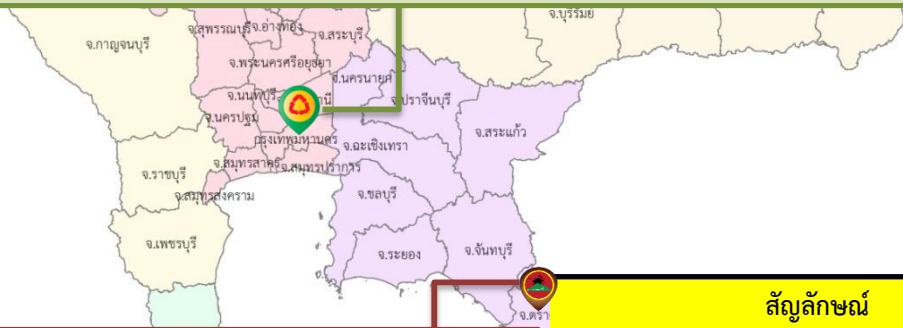 จ.บุรีรัมย์
จ.สุพรรณบุรี
จ.อ่างทอง
จ.สระบุรี
จ.กาญจนบุรี
จ.พระนครศรีอยุธยา
จ.นครนายก
จ.นนทบุรี
จ.ปราจีนบุรี
จ.นครปฐม
จ.สระแก้ว
กรุงเทพมหานคร
จ.ฉะเชิงเทรา
จ.สมุทรสาคร
จ.สมุทรปราการ
จ.ราชบุรี
จ.สมุทรสงคราม
จ.ชลบุรี
จ.เพชรบุรี
จ.ระยอง
จ.จันทบุรี
สัญลักษณ์